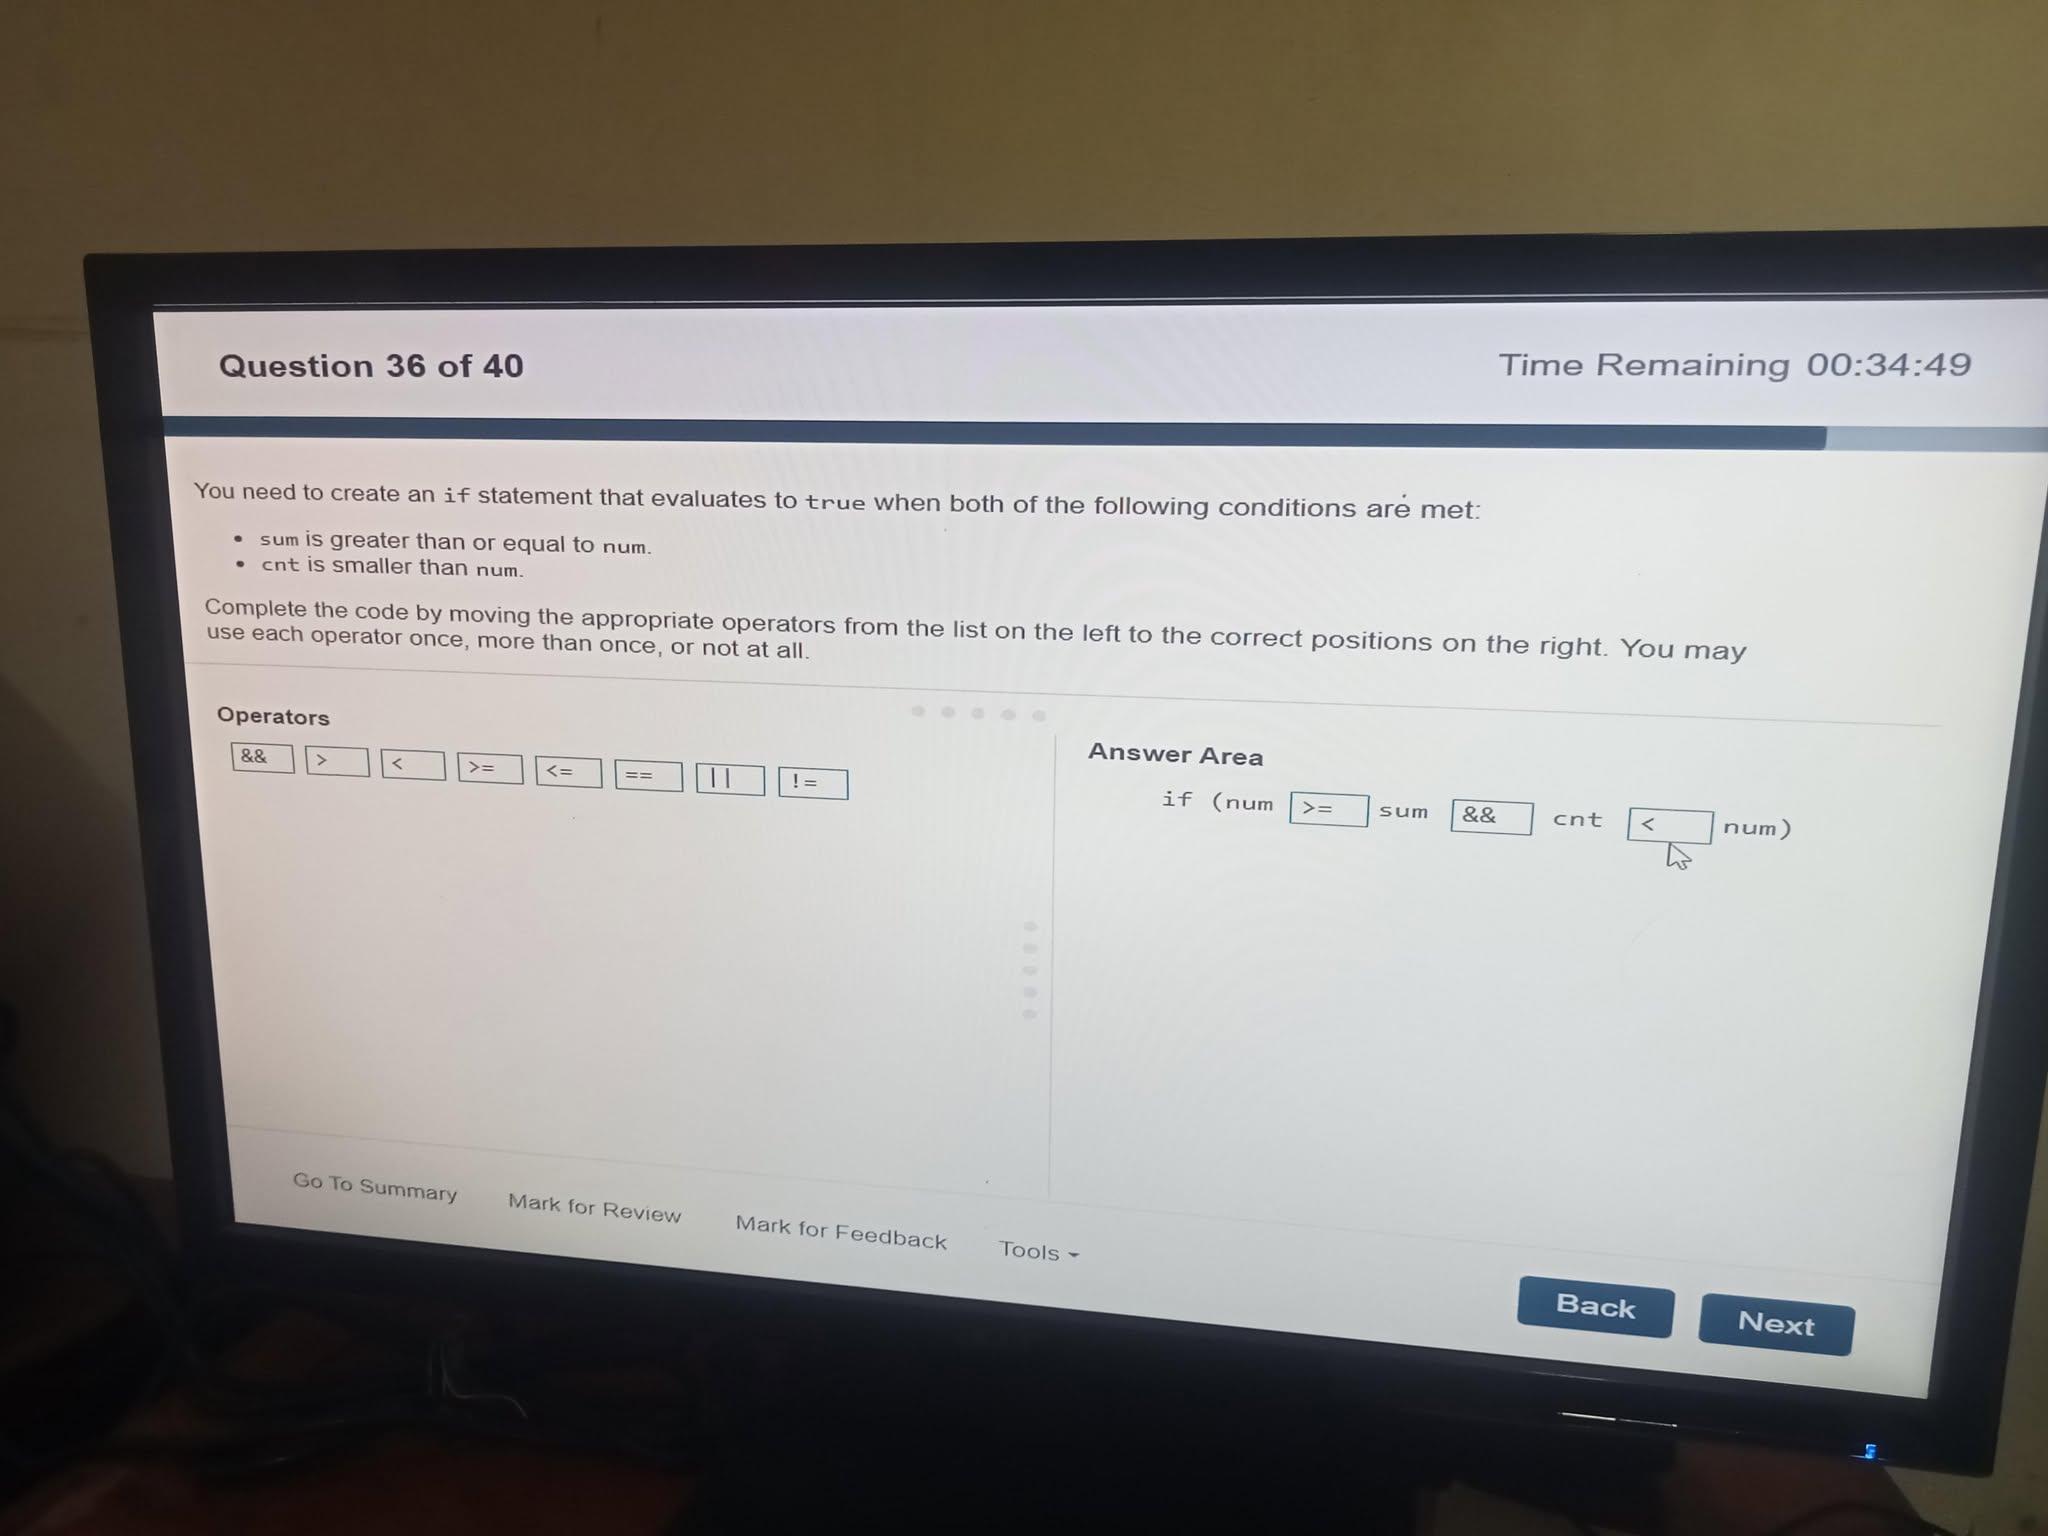 Question 36 of 40
Time Remaining 00:34:49
You need to create an if statement that evaluates to true when both of the following conditions are met:
• sum is greater than or equal to num.
• cnt is smaller than num.
Complete the code by moving the appropriate operators from the list on the left to the correct positions on the right. You may
use each operator once, more than once, or not at all.
Operators
&& > < >= <= == || !=
Answer Area
if (num >= sum && cnt < num)
Go To Summary
Mark for Review
Mark for Feedback
Tools
Back
Next